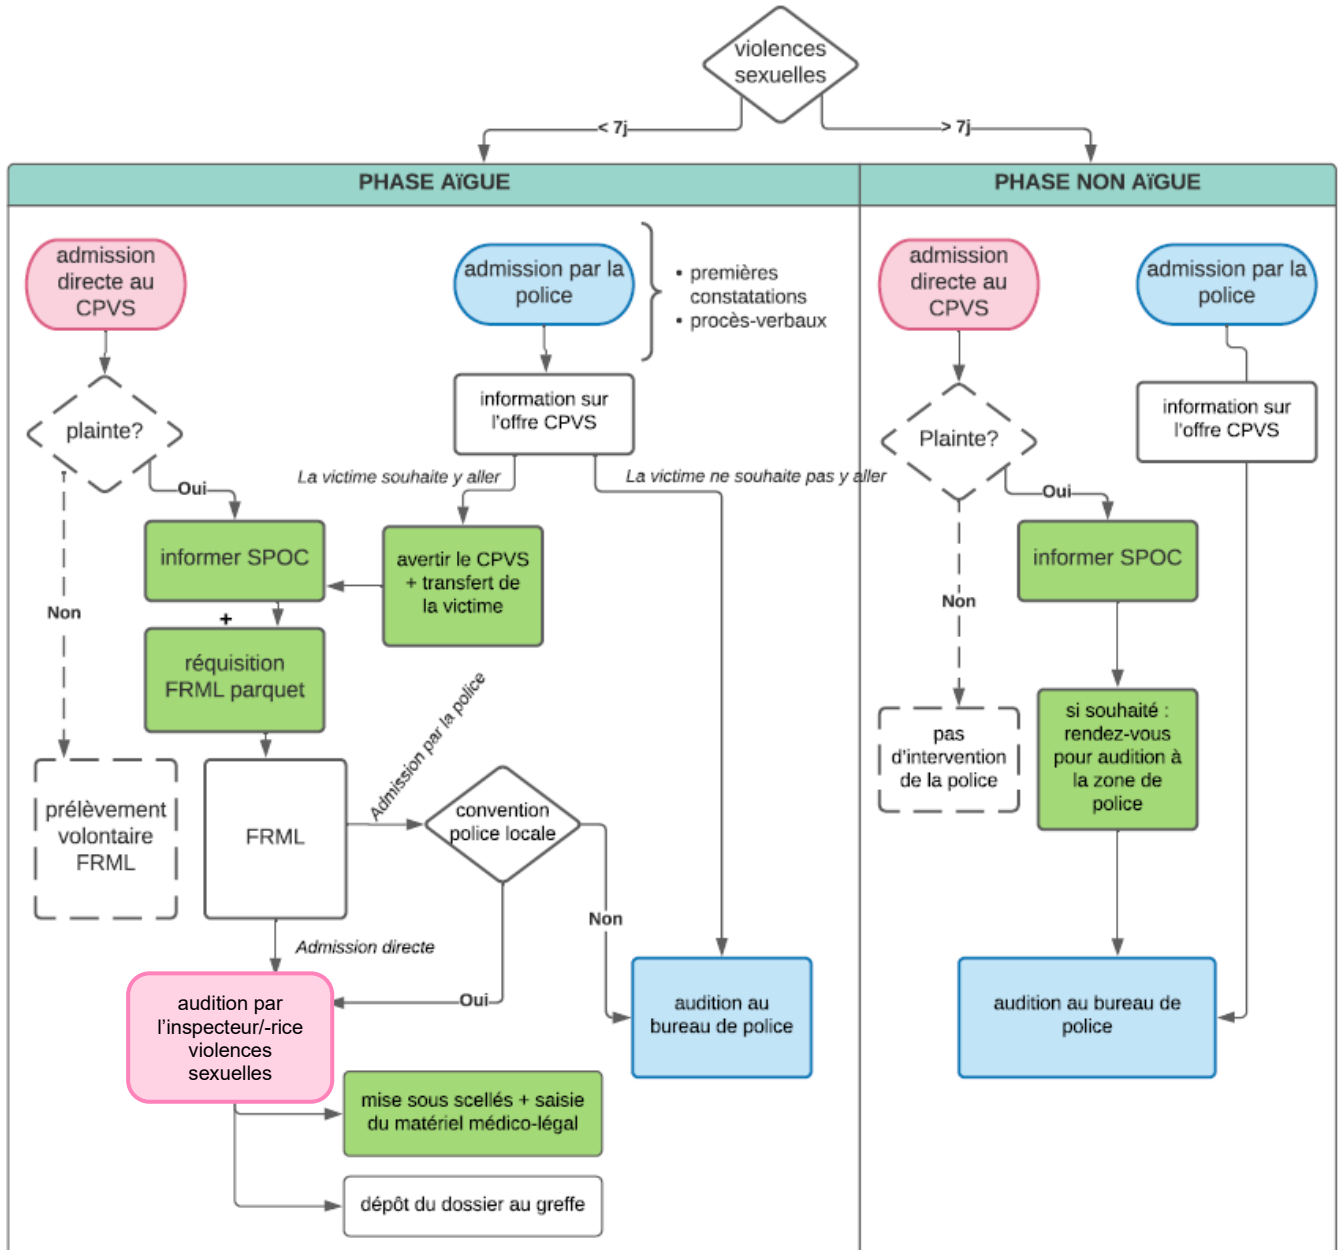 violences
sexuelles
< 7j
> 7j
PHASE AÏGUE
PHASE NON AÏGUE
admission
directe au
CPVS
admission par la
police
• premières
constatations
• procès-verbaux
plainte?
information sur
l'offre CPVS
La victime souhaite y aller
La victime ne souhaite pas y aller
Oui
Non
informer SPOC
avertir le CPVS
+ transfert de
la victime
+
réquisition
FRML parquet
Admission par la police
prélèvement
volontaire
FRML
FRML
convention
police locale
Admission directe
Non
Oui
audition par
l'inspecteur/-rice
violences
sexuelles
audition au
bureau de police
mise sous scellés + saisie
du matériel médico-légal
dépôt du dossier au greffe
admission
directe au
CPVS
admission par la
police
Plainte?
information sur
l'offre CPVS
Oui
informer SPOC
Non
pas
d'intervention
de la police
si souhaité :
rendez-vous
pour audition à
la zone de
police
audition au bureau de
police